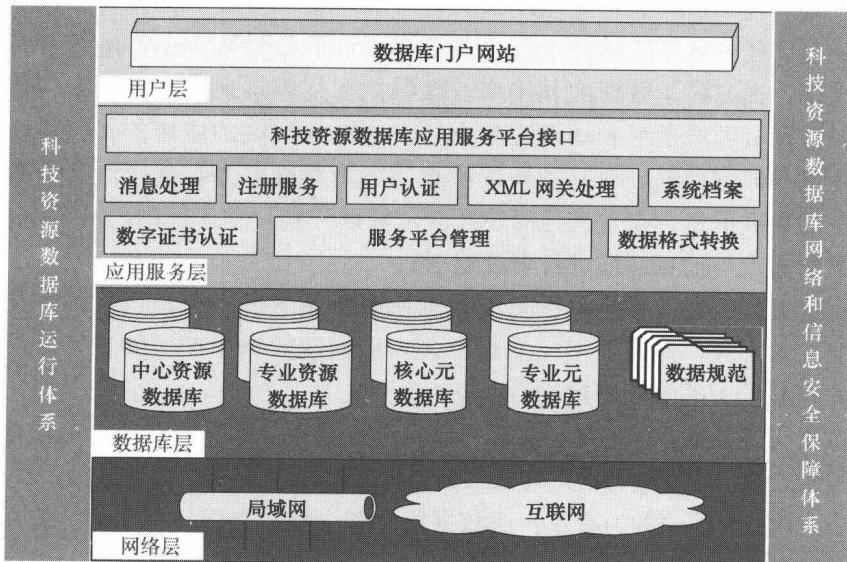 科技资源数据库运行体系
数据库门户网站
用户层
科技资源数据库应用服务平台接口
消息处理
注册服务
用户认证
XML 网关处理
系统档案
数字证书认证
服务平台管理
数据格式转换
应用服务层
中心资源
数据库
专业资源
数据库
核心元
数据库
专业元
数据库
数据规范
数据库层
局域网
互联网
网络层
科技资源数据库网络和信息安全保障体系